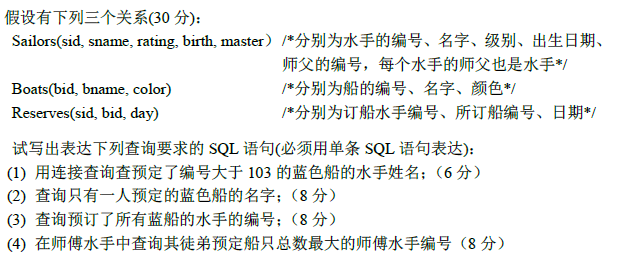 假设有下列三个关系(30 分):
Sailors(sid, sname, rating, birth, master) /*分别为水手的编号、名字、级别、出生日期、
师父的编号，每个水手的师父也是水手*/
Boats(bid, bname, color) /*分别为船的编号、名字、颜色*/
Reserves(sid, bid, day) /*分别为订船水手编号、所订船编号、日期*/
试写出表达下列查询要求的 SQL 语句(必须用单条 SQL 语句表达)：
(1) 用连接查询查预定了编号大于 103 的蓝色船的水手姓名；（6 分）
(2) 查询只有一人预定的蓝色船的名字；（8 分）
(3) 查询预订了所有蓝船的水手的编号；（8 分）
(4) 在师傅水手中查询其徒弟预定船只总数最大的师傅水手编号（8 分）